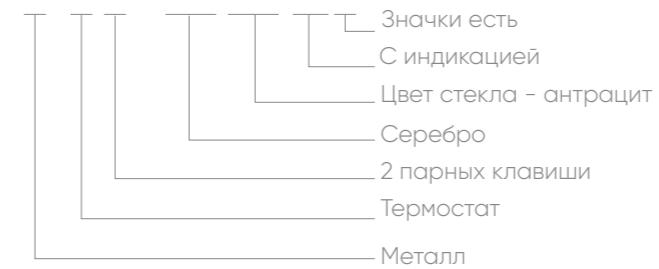 Значки есть
С индикацией
Цвет стекла - антрацит
Серебро
2 парных клавиши
Термостат
Металл